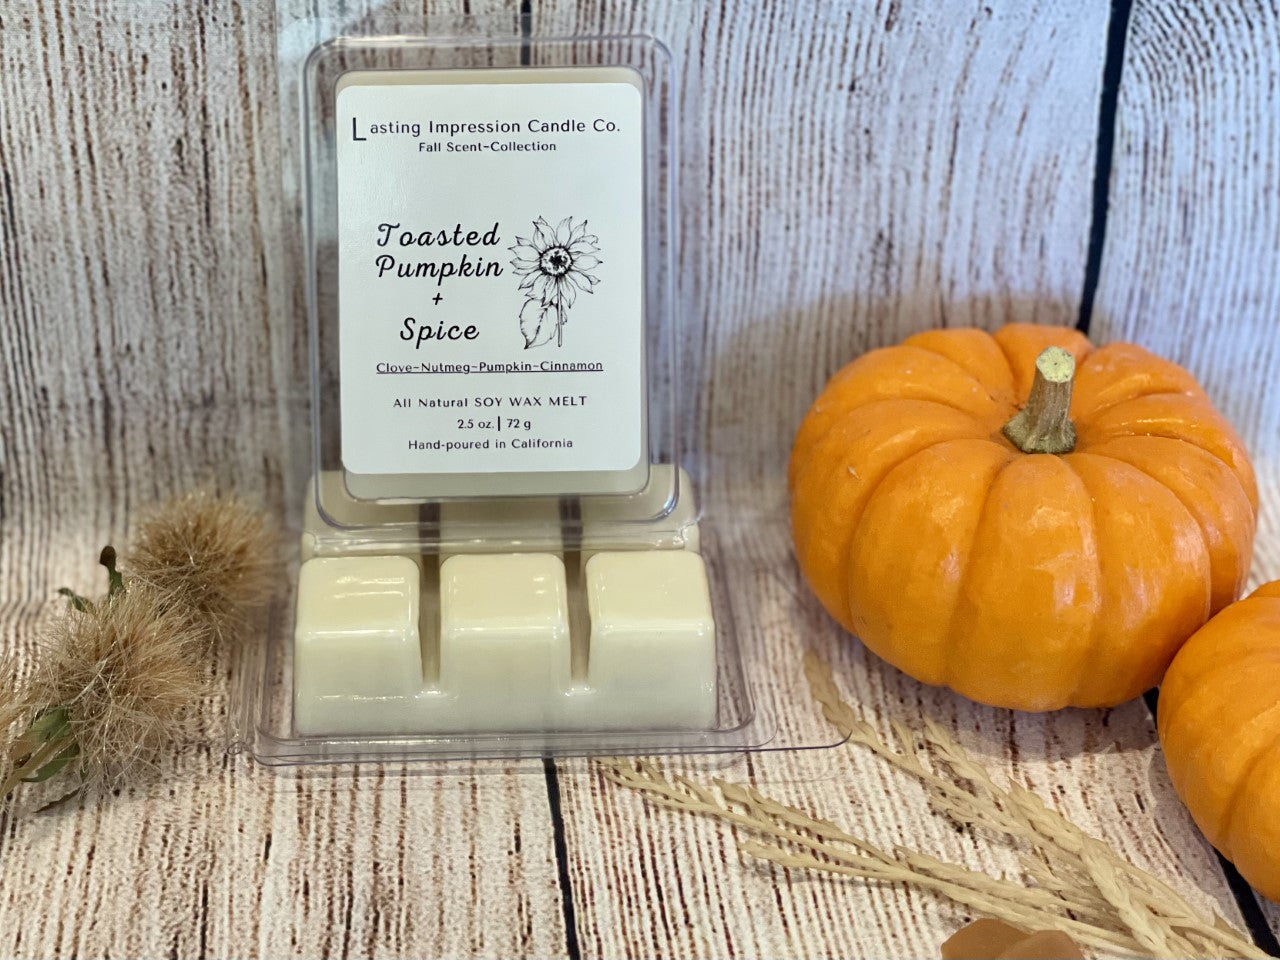 Lasting Impression Candle Co.
Fall Scent-Collection
Toasted
Pumpkin
+
Spice
Clove-Nutmeg-Pumpkin-Cinnamon
All Natural SOY WAX MELT
2.5 oz. | 72 g
Hand-poured in California